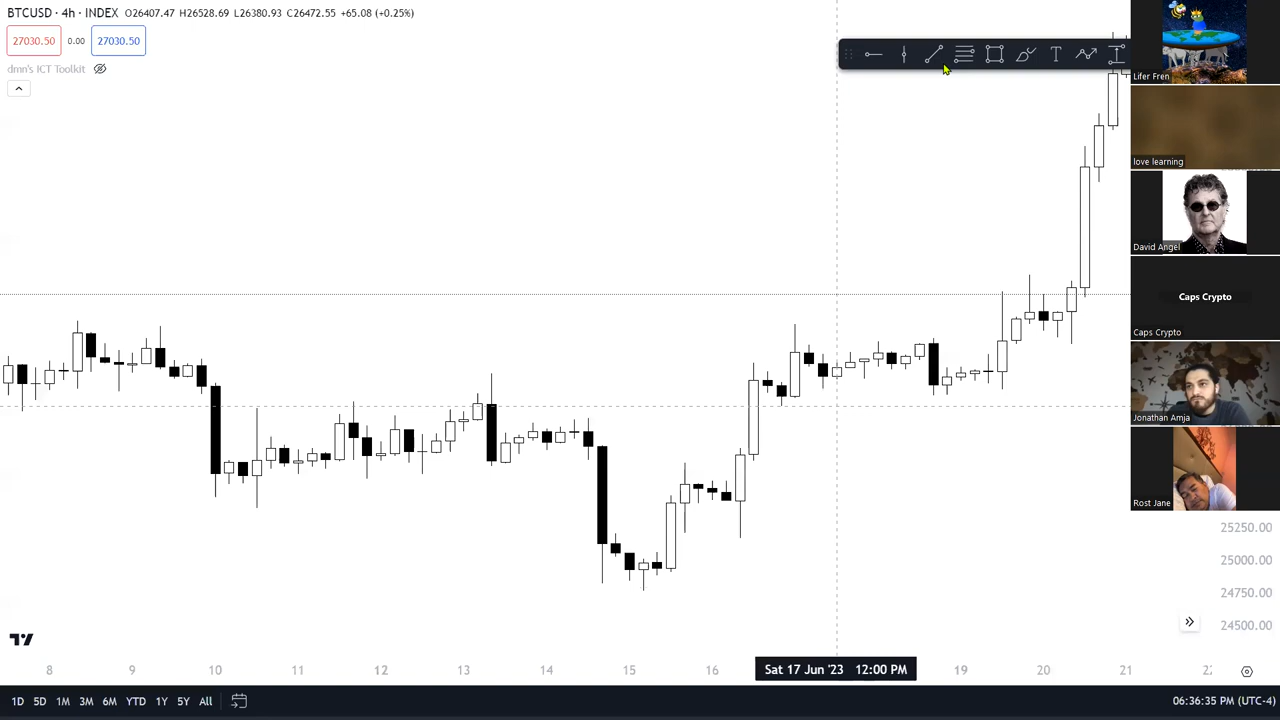 BTCUSD · 4h · INDEX O26407.47 H26528.69 L26380.93 C26472.55 +65.08 (+0.25%)
27030.50 0.00 27030.50
dmn's ICT Toolkit
Lifer Fren
love learning
David Angel
Caps Crypto
Caps Crypto
Jonathan Amja
Rost Jane
25250.00
25000.00
24750.00
24500.00
8 9 10 11 12 13 14 15 16 Sat 17 Jun '23 12:00 PM 19 20 21 22
1D 5D 1M 3M 6M YTD 1Y 5Y All 06:36:35 PM (UTC-4)